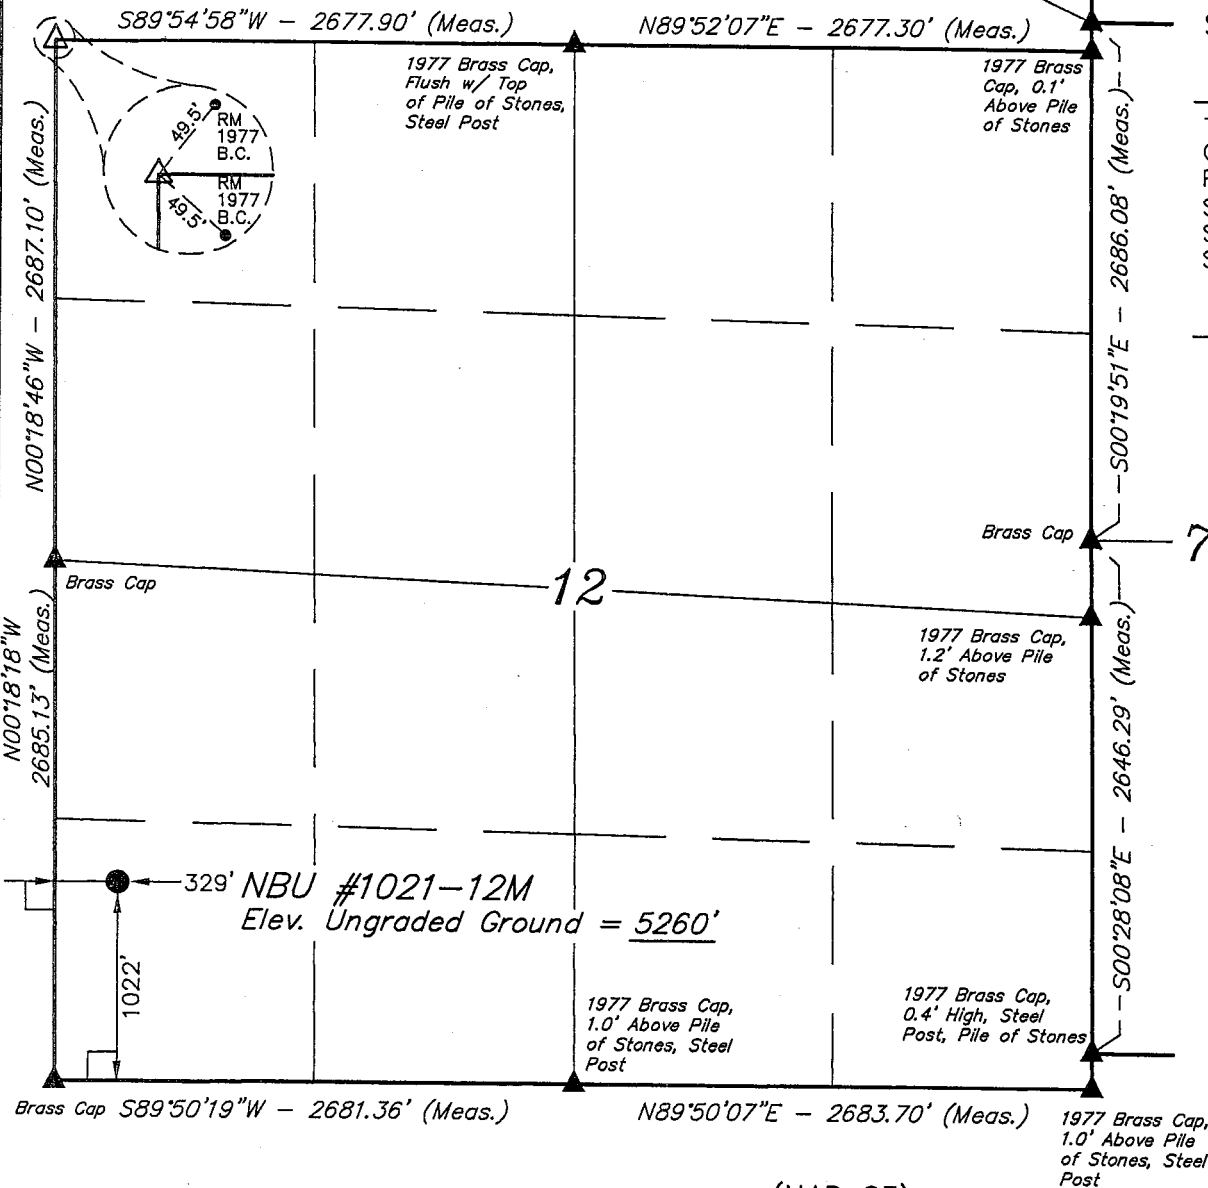 S89°54'58"W - 2677.90' (Meas.)
N89°52'07"E - 2677.30' (Meas.)
1977 Brass Cap,
Flush w/ Top
of Pile of Stones,
Steel Post
1977 Brass
Cap, 0.1'
Above Pile
of Stones
49.5'
RM
1977
B.C.
RM
1977
B.C.
49.5'
N00°18'46"W - 2687.10' (Meas.)
S00°19'51"E - 2686.08' (Meas.)
Brass Cap
7
Brass Cap
12
1977 Brass Cap,
1.2' Above Pile
of Stones
N00°18'18"W
2685.13' (Meas.)
S00°28'08"E - 2646.29' (Meas.)
329'
NBU #1021-12M
Elev. Ungraded Ground = 5260'
1022'
1977 Brass Cap,
1.0' Above Pile
of Stones, Steel
Post
1977 Brass Cap,
0.4' High, Steel
Post, Pile of Stones
Brass Cap
S89°50'19"W - 2681.36' (Meas.)
N89°50'07"E - 2683.70' (Meas.)
1977 Brass Cap,
1.0' Above Pile
of Stones, Steel
Post